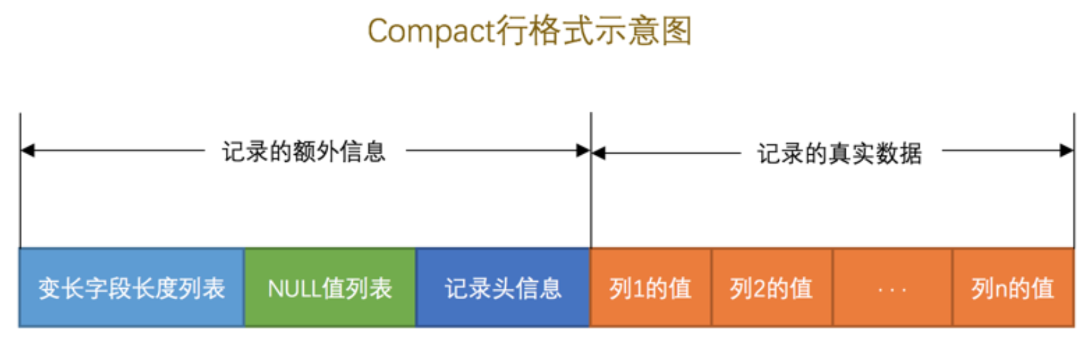 Compact行格式示意图
记录的额外信息
记录的真实数据
变长字段长度列表
NULL值列表
记录头信息
列1的值
列2的值
...
列n的值